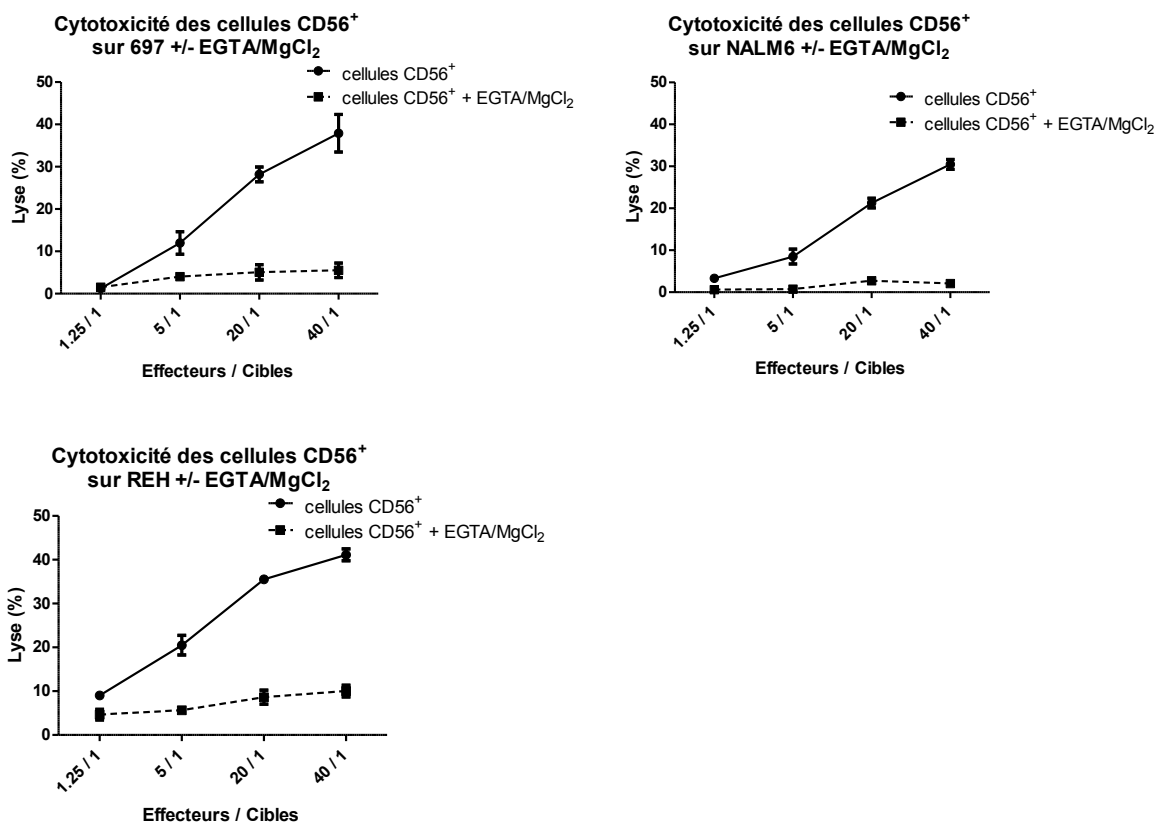 Cytotoxicité des cellules CD56⁺
sur 697 +/- EGTA/MgCl₂
cellules CD56⁺
cellules CD56⁺ + EGTA/MgCl₂
50
40
30
20
10
0
Lyse (%)
1.25 / 1
5 / 1
20 / 1
40 / 1
Effecteurs / Cibles
Cytotoxicité des cellules CD56⁺
sur NALM6 +/- EGTA/MgCl₂
cellules CD56⁺
cellules CD56⁺ + EGTA/MgCl₂
50
40
30
20
10
0
Lyse (%)
1.25 / 1
5 / 1
20 / 1
40 / 1
Effecteurs / Cibles
Cytotoxicité des cellules CD56⁺
sur REH +/- EGTA/MgCl₂
cellules CD56⁺
cellules CD56⁺ + EGTA/MgCl₂
50
40
30
20
10
0
Lyse (%)
1.25 / 1
5 / 1
20 / 1
40 / 1
Effecteurs / Cibles